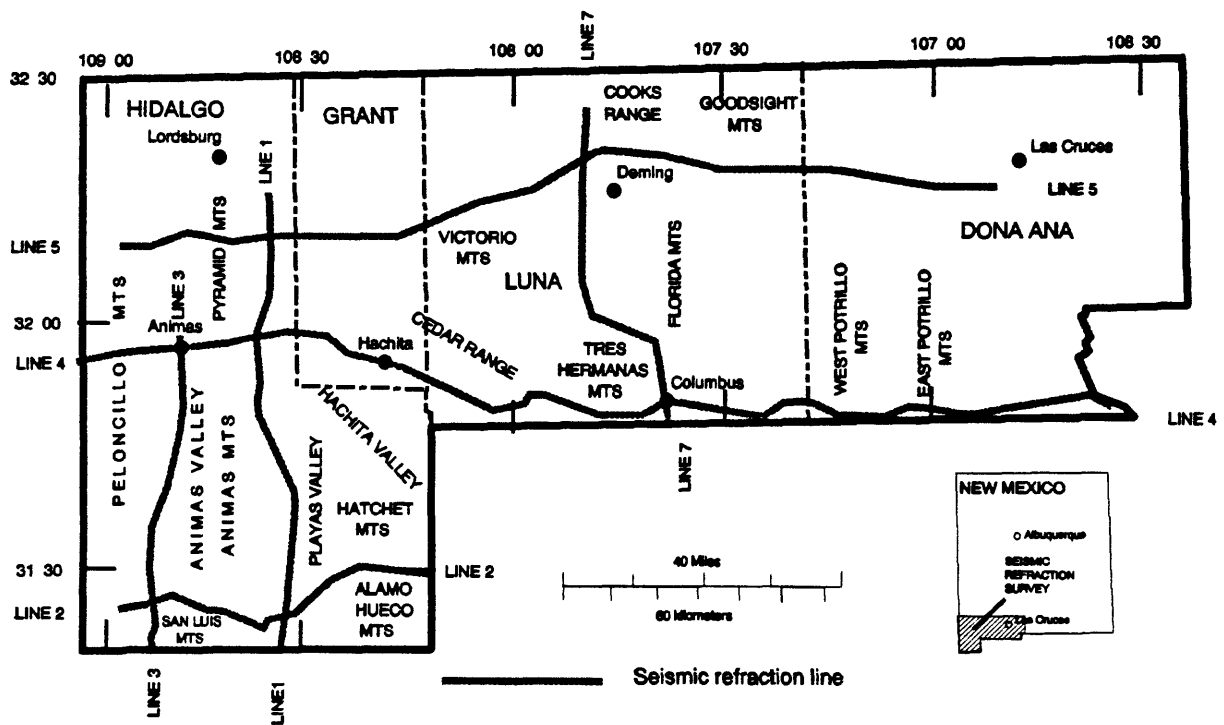 LINE 7
109 00
108 30
108 00
107 30
107 00
108 30
32 30
HIDALGO
Lordsburg
GRANT
COOKS
RANGE
GOODSIGHT
MTS
LINE 1
Las Cruces
Deming
LINE 5
PYRAMID MTS
VICTORIO
MTS
FLORIDA MTS
DONA ANA
LINE 5
LUNA
LINE 3
MTS
32 00
Animas
WEST POTRILLO
MTS
EAST POTRILLO
MTS
LINE 4
Hachita
CEDAR RANGE
TRES
HERMANAS
MTS
Columbus
LINE 4
PELONCILLO
ANIMAS VALLEY
ANIMAS MTS
HACHITA VALLEY
PLAYAS VALLEY
LINE 7
HATCHET
MTS
NEW MEXICO
Albuquerque
SEISMIC
REFRACTION
SURVEY
Las Cruces
31 30
LINE 2
40 Miles
60 Kilometers
LINE 2
ALAMO
HUECO
MTS
SAN LUIS
MTS
LINE 3
LINE1
Seismic refraction line